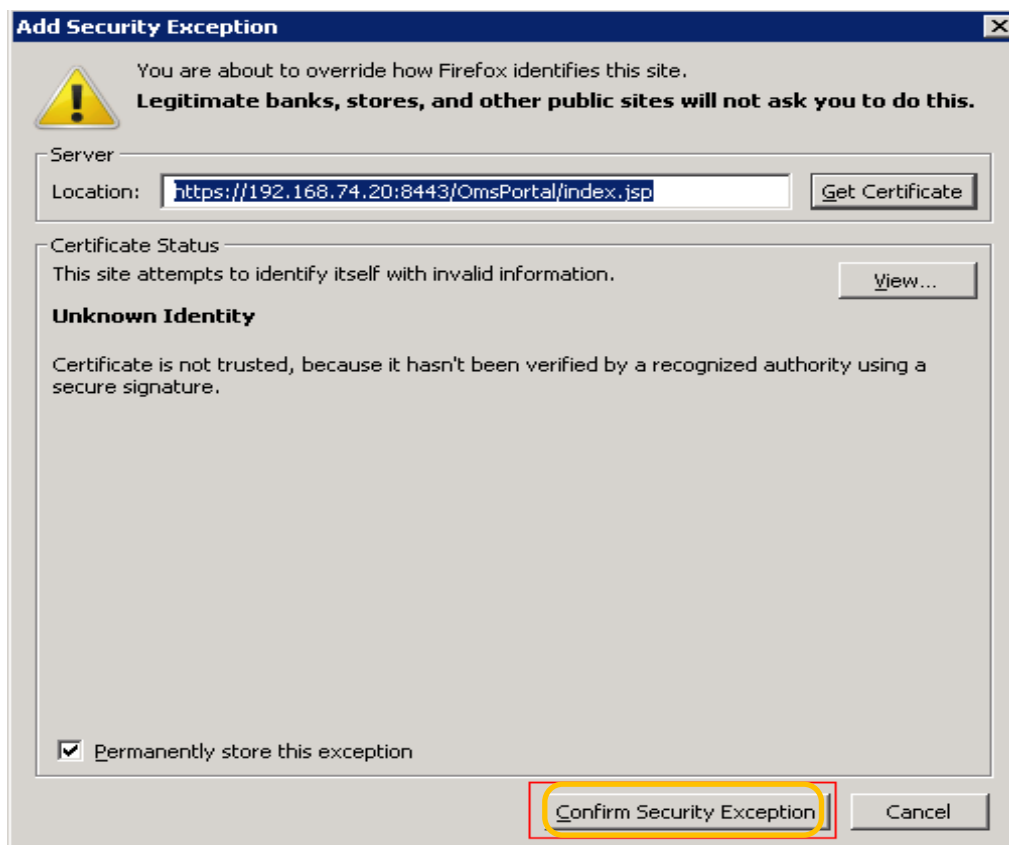 Add Security Exception
You are about to override how Firefox identifies this site.
Legitimate banks, stores, and other public sites will not ask you to do this.
Server
Location: https://192.168.74.20:8443/OmsPortal/index.jsp Get Certificate
Certificate Status
This site attempts to identify itself with invalid information. View...
Unknown Identity
Certificate is not trusted, because it hasn't been verified by a recognized authority using a
secure signature.
Permanently store this exception
Confirm Security Exception Cancel